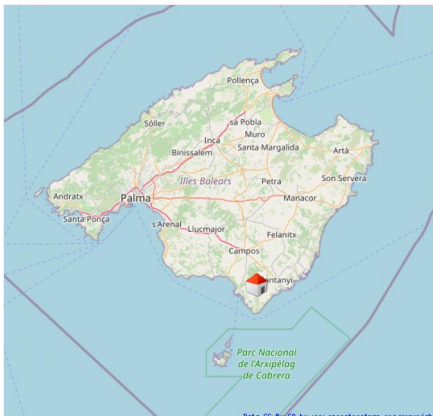 Pollença
sa Pobla
Sóller
Muro
Inca
Santa Margalida
Artà
Binissalem
Illes Balears
Petra
Son Servera
Andratx
Palma
Manacor
Santa Ponça
s'Arenal
Llucmajor
Felanitx
Campos
Parc Nacional
de l'Arxipèlag
de Cabrera